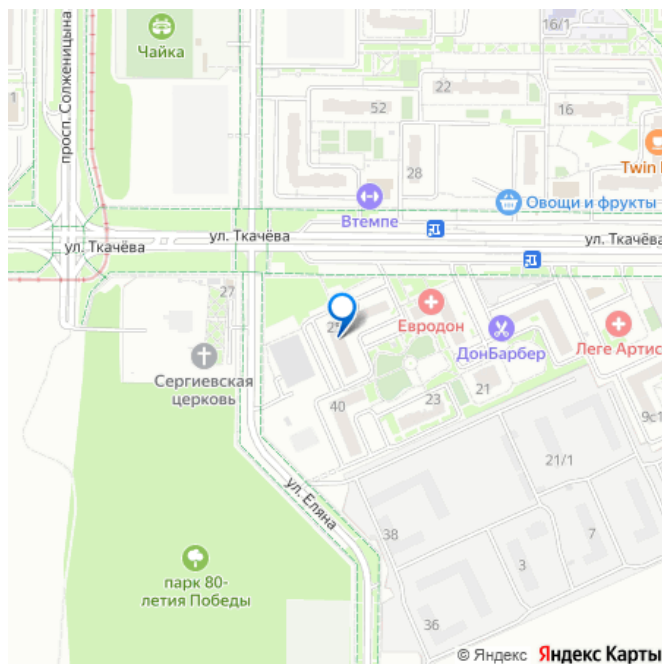 16/1
Чайка
просп. Солженицына
22
52
16
1
28
Twin
Втемпе
Овощи и фрукты
ул. Ткачёва
ул. Ткачёва
ул. Ткачёва
27
Евродон
ДонБарбер
Леге Артис
Сергиевская
церковь
40
23
21
9с1
21/1
ул. Еляна
38
7
3
парк 80-
летия Победы
36
© Яндекс Яндекс Карты